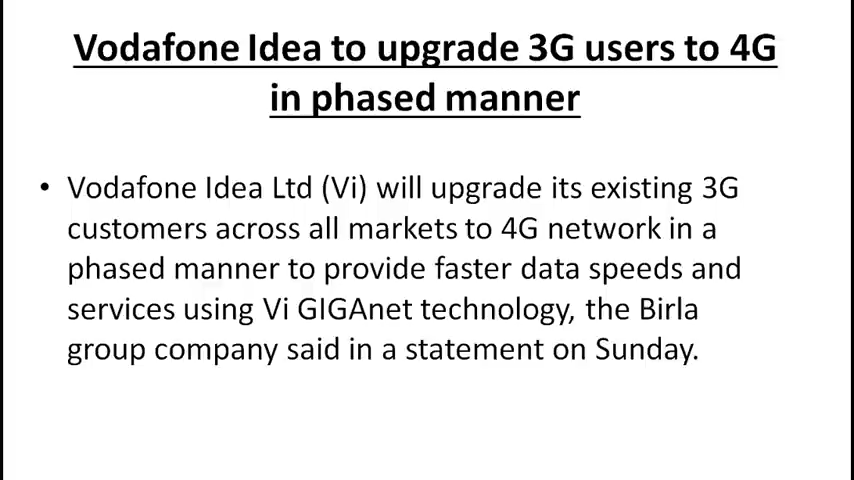 Vodafone Idea to upgrade 3G users to 4G
in phased manner
• Vodafone Idea Ltd (Vi) will upgrade its existing 3G
customers across all markets to 4G network in a
phased manner to provide faster data speeds and
services using Vi GIGAnet technology, the Birla
group company said in a statement on Sunday.